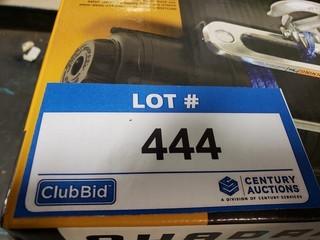 LOT #
444
ClubBid
CENTURY
AUCTIONS
A DIVISION OF CENTURY SERVICES